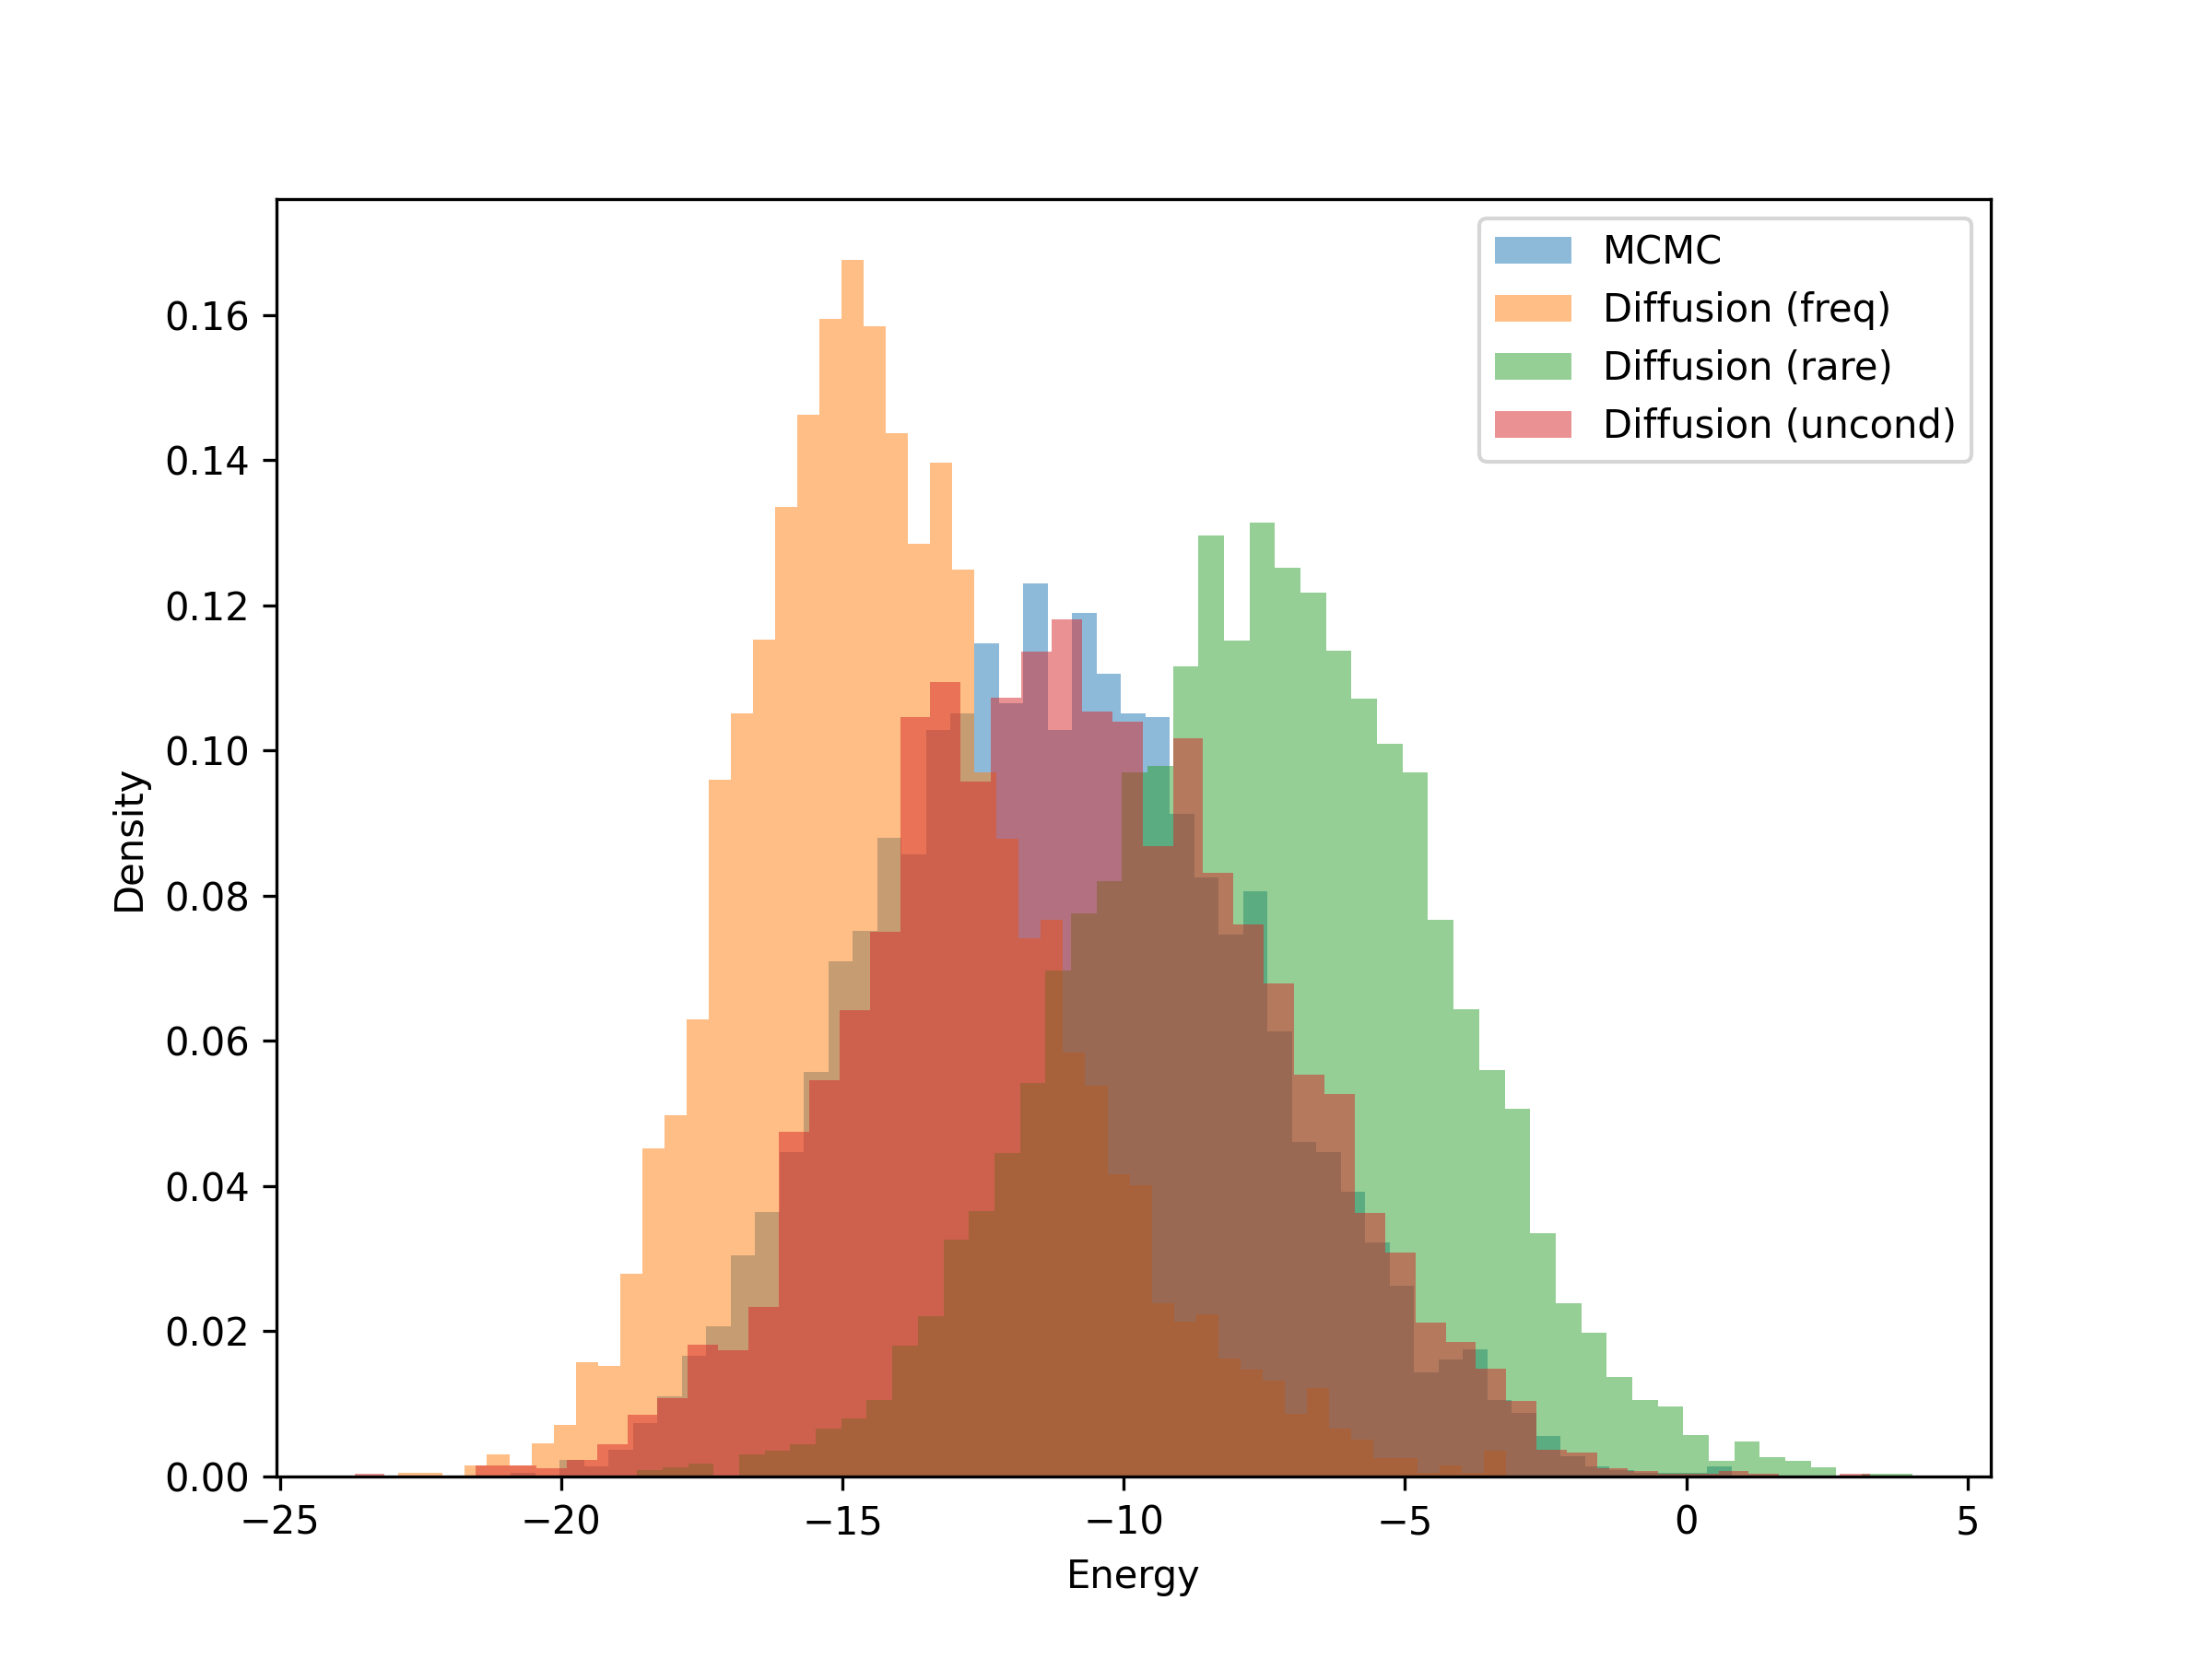 MCMC
Diffusion (freq)
Diffusion (rare)
Diffusion (uncond)
0.16
0.14
0.12
0.10
0.08
0.06
0.04
0.02
0.00
Density
−25 −20 −15 −10 −5 0 5
Energy